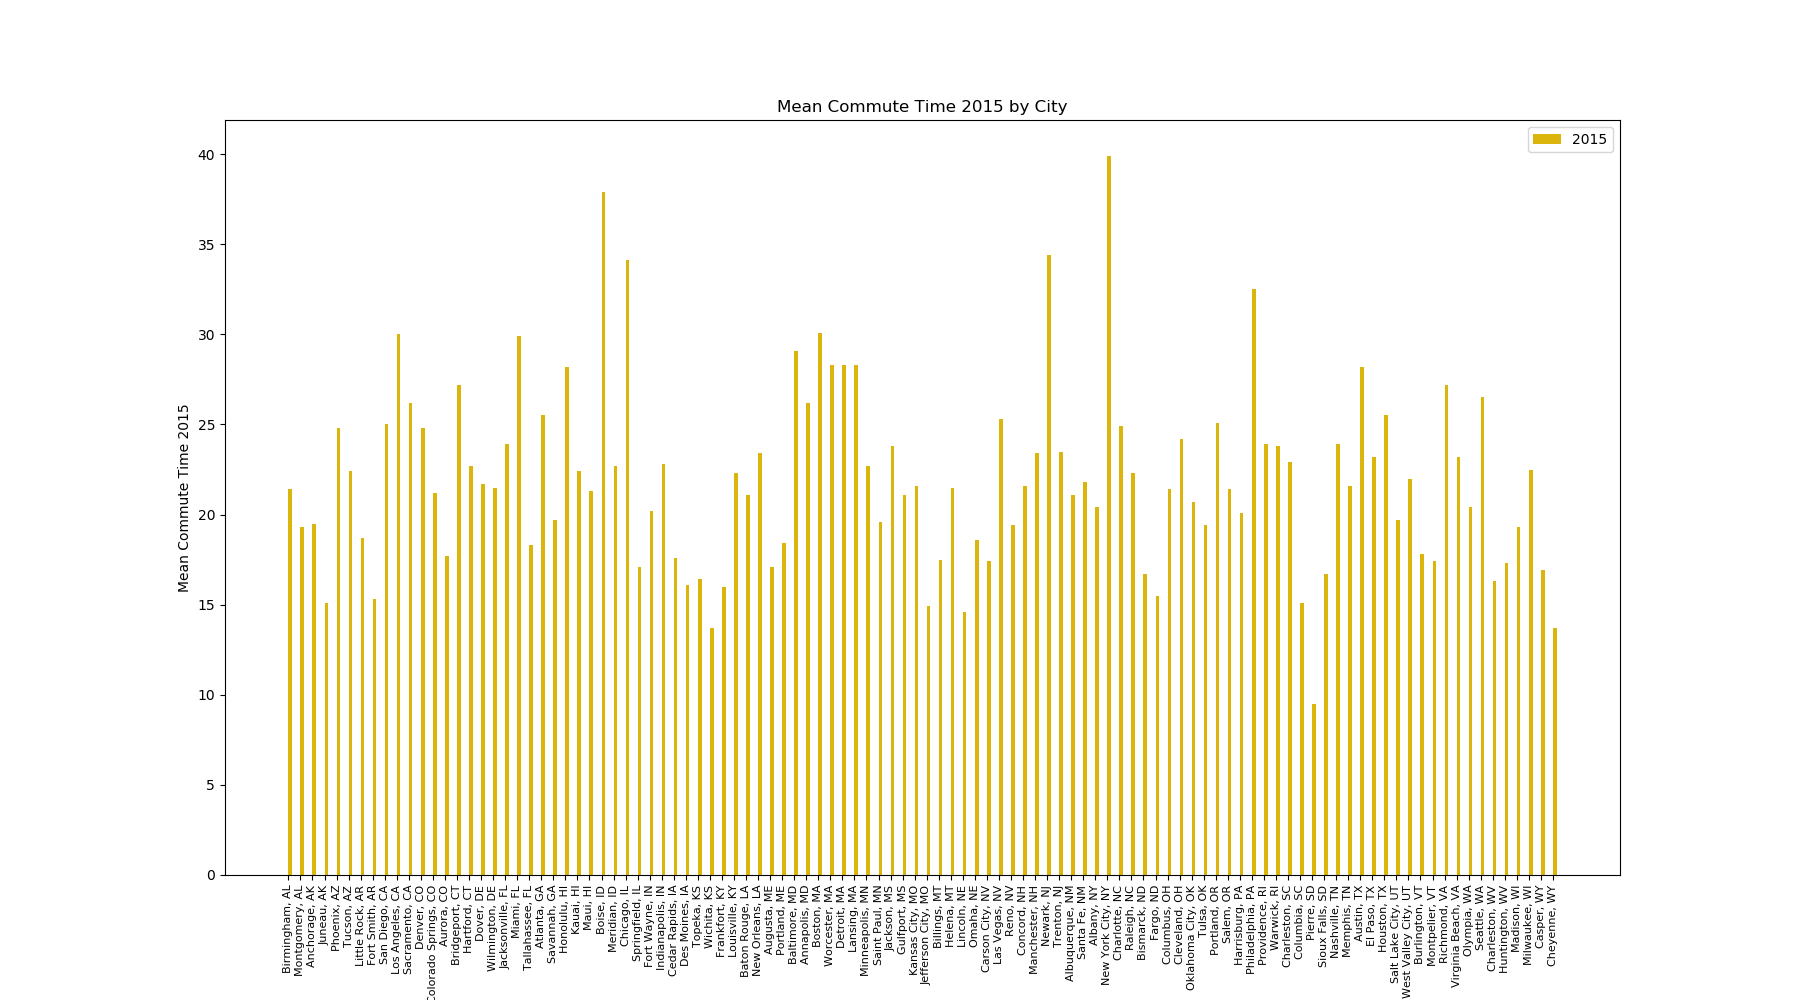 Mean Commute Time 2015 by City
2015
Mean Commute Time 2015
40
35
30
25
20
15
10
5
0
Birmingham, AL
Montgomery, AL
Anchorage, AK
Juneau, AK
Phoenix, AZ
Tucson, AZ
Little Rock, AR
Fort Smith, AR
San Diego, CA
Los Angeles, CA
Sacramento, CA
Denver, CO
Colorado Springs, CO
Aurora, CO
Bridgeport, CT
Hartford, CT
Dover, DE
Wilmington, DE
Jacksonville, FL
Miami, FL
Tallahassee, FL
Atlanta, GA
Savannah, GA
Honolulu, HI
Kauai, HI
Maui, HI
Boise, ID
Meridian, ID
Chicago, IL
Springfield, IL
Fort Wayne, IN
Indianapolis, IN
Cedar Rapids, IA
Des Moines, IA
Topeka, KS
Wichita, KS
Frankfort, KY
Louisville, KY
Baton Rouge, LA
New Orleans, LA
Augusta, ME
Portland, ME
Baltimore, MD
Annapolis, MD
Boston, MA
Worcester, MA
Detroit, MA
Lansing, MA
Minneapolis, MN
Saint Paul, MN
Jackson, MS
Gulfport, MS
Kansas City, MO
Jefferson City, MO
Billings, MT
Helena, MT
Lincoln, NE
Omaha, NE
Carson City, NV
Las Vegas, NV
Reno, NV
Concord, NH
Manchester, NH
Newark, NJ
Trenton, NJ
Albuquerque, NM
Santa Fe, NM
Albany, NY
New York City, NY
Charlotte, NC
Raleigh, NC
Bismarck, ND
Fargo, ND
Columbus, OH
Cleveland, OH
Oklahoma City, OK
Tulsa, OK
Portland, OR
Salem, OR
Harrisburg, PA
Philadelphia, PA
Providence, RI
Warwick, RI
Charleston, SC
Columbia, SC
Pierre, SD
Sioux Falls, SD
Nashville, TN
Memphis, TN
Austin, TX
El Paso, TX
Houston, TX
Salt Lake City, UT
West Valley City, UT
Burlington, VT
Montpelier, VT
Richmond, VA
Virginia Beach, VA
Olympia, WA
Seattle, WA
Charleston, WV
Huntington, WV
Madison, WI
Milwaukee, WI
Casper, WY
Cheyenne, WY